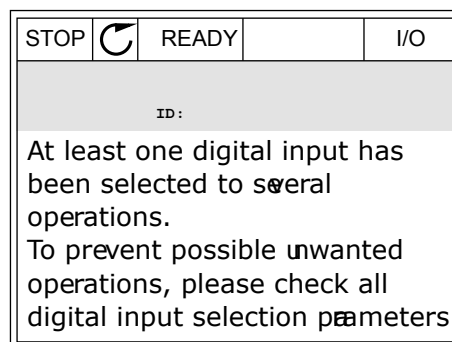 STOP READY I/O
ID:
At least one digital input has
been selected to several
operations.
To prevent possible unwanted
operations, please check all
digital input selection parameters